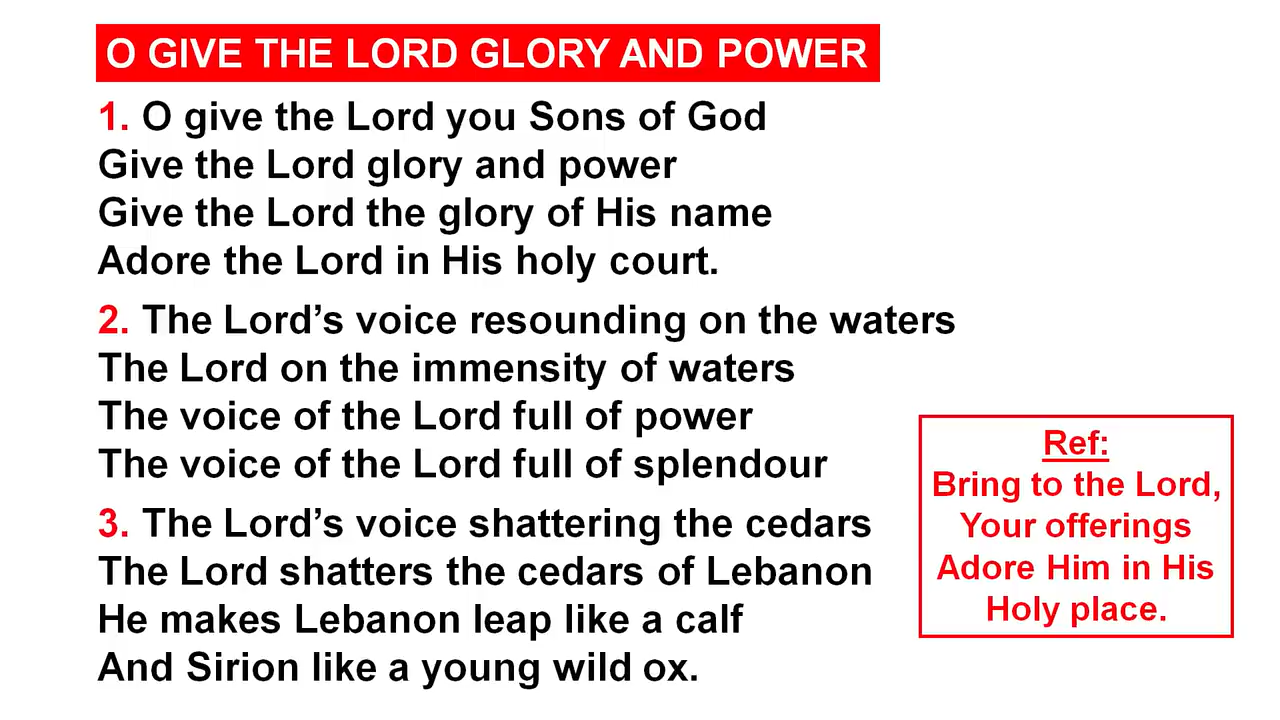 O GIVE THE LORD GLORY AND POWER
1. O give the Lord you Sons of God
Give the Lord glory and power
Give the Lord the glory of His name
Adore the Lord in His holy court.
2. The Lord’s voice resounding on the waters
The Lord on the immensity of waters
The voice of the Lord full of power
The voice of the Lord full of splendour
3. The Lord’s voice shattering the cedars
The Lord shatters the cedars of Lebanon
He makes Lebanon leap like a calf
And Sirion like a young wild ox.
Ref:
Bring to the Lord,
Your offerings
Adore Him in His
Holy place.